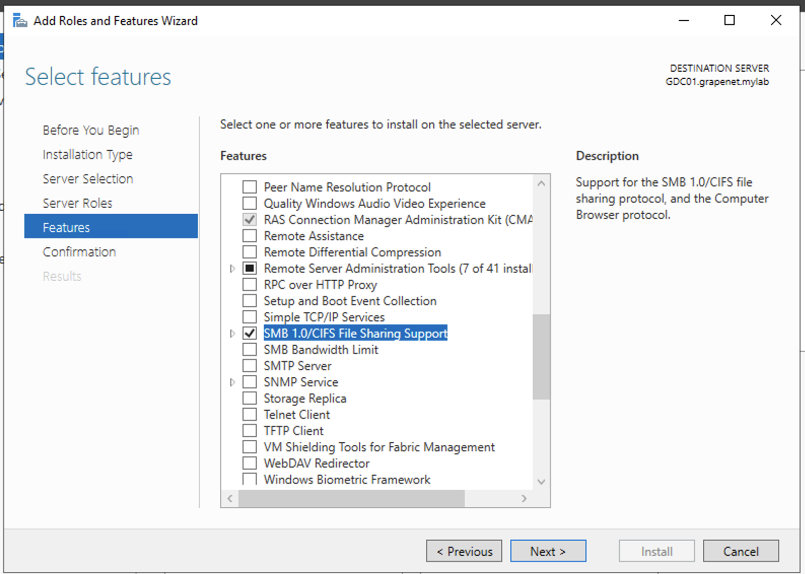 Add Roles and Features Wizard
Select features
DESTINATION SERVER
GDC01.grapenet.mylab
Before You Begin
Installation Type
Server Selection
Server Roles
Features
Confirmation
Results
Select one or more features to install on the selected server.
Features
Peer Name Resolution Protocol
Quality Windows Audio Video Experience
RAS Connection Manager Administration Kit (CMA
Remote Assistance
Remote Differential Compression
Remote Server Administration Tools (7 of 41 instal
RPC over HTTP Proxy
Setup and Boot Event Collection
Simple TCP/IP Services
SMB 1.0/CIFS File Sharing Support
SMB Bandwidth Limit
SMTP Server
SNMP Service
Storage Replica
Telnet Client
TFTP Client
VM Shielding Tools for Fabric Management
WebDAV Redirector
Windows Biometric Framework
Description
Support for the SMB 1.0/CIFS file
sharing protocol, and the Computer
Browser protocol.
< Previous
Next >
Install
Cancel